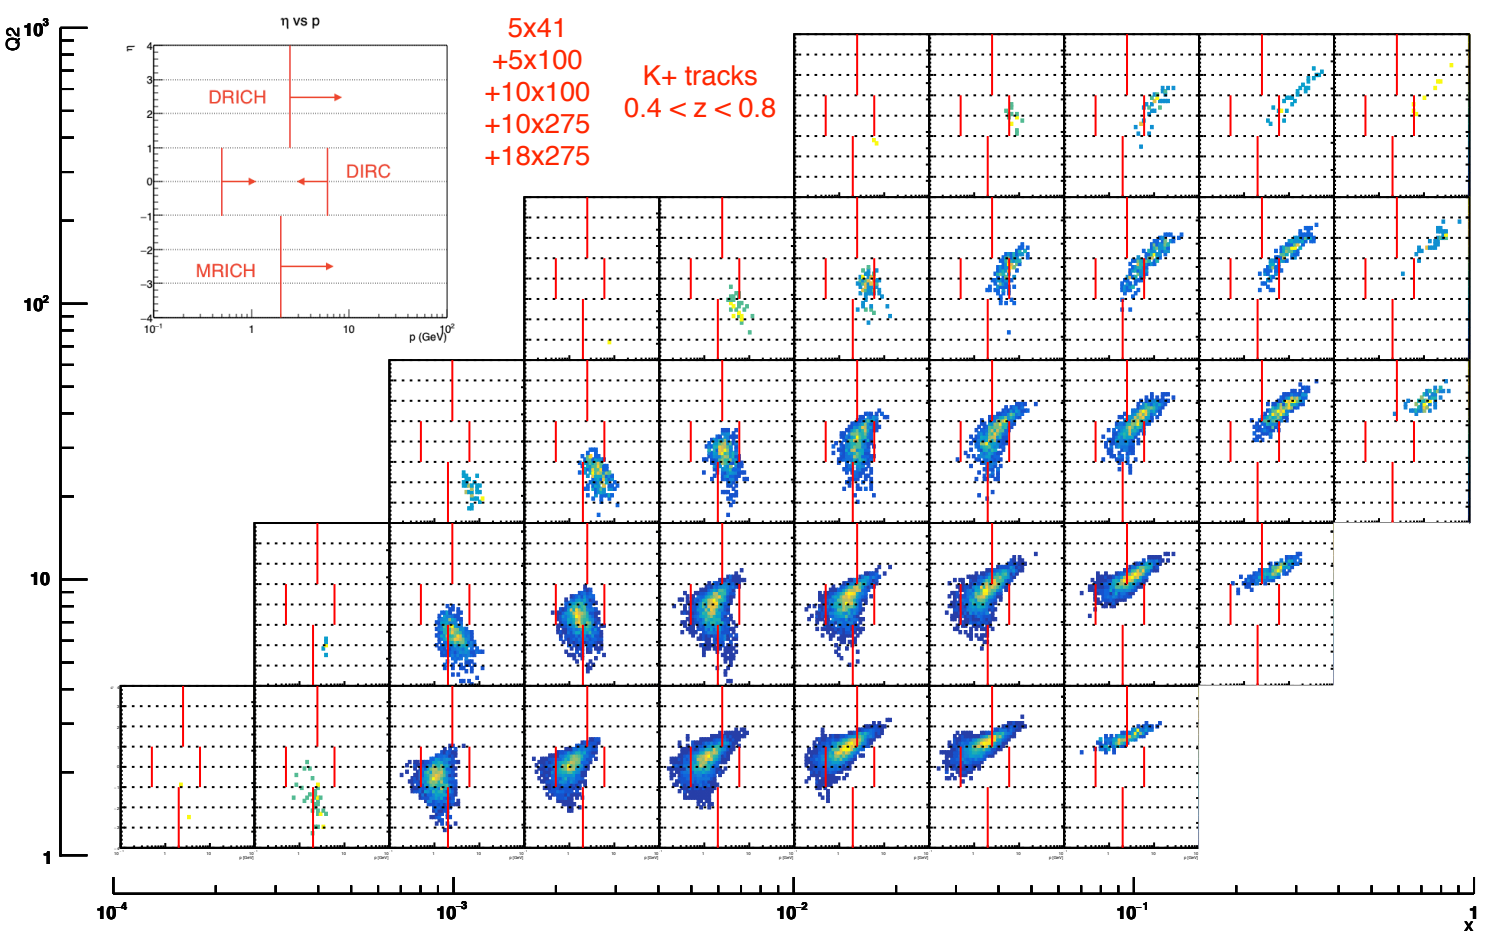 Q2
10³
10²
10
1
η vs p
η
4
3
2
1
0
−1
−2
−3
−4
DRICH
DIRC
MRICH
10⁻¹
1
10
10²
p (GeV)
5x41
+5x100
+10x100
+10x275
+18x275
K+ tracks
0.4 < z < 0.8
10⁻⁴
10⁻³
10⁻²
10⁻¹
1
x